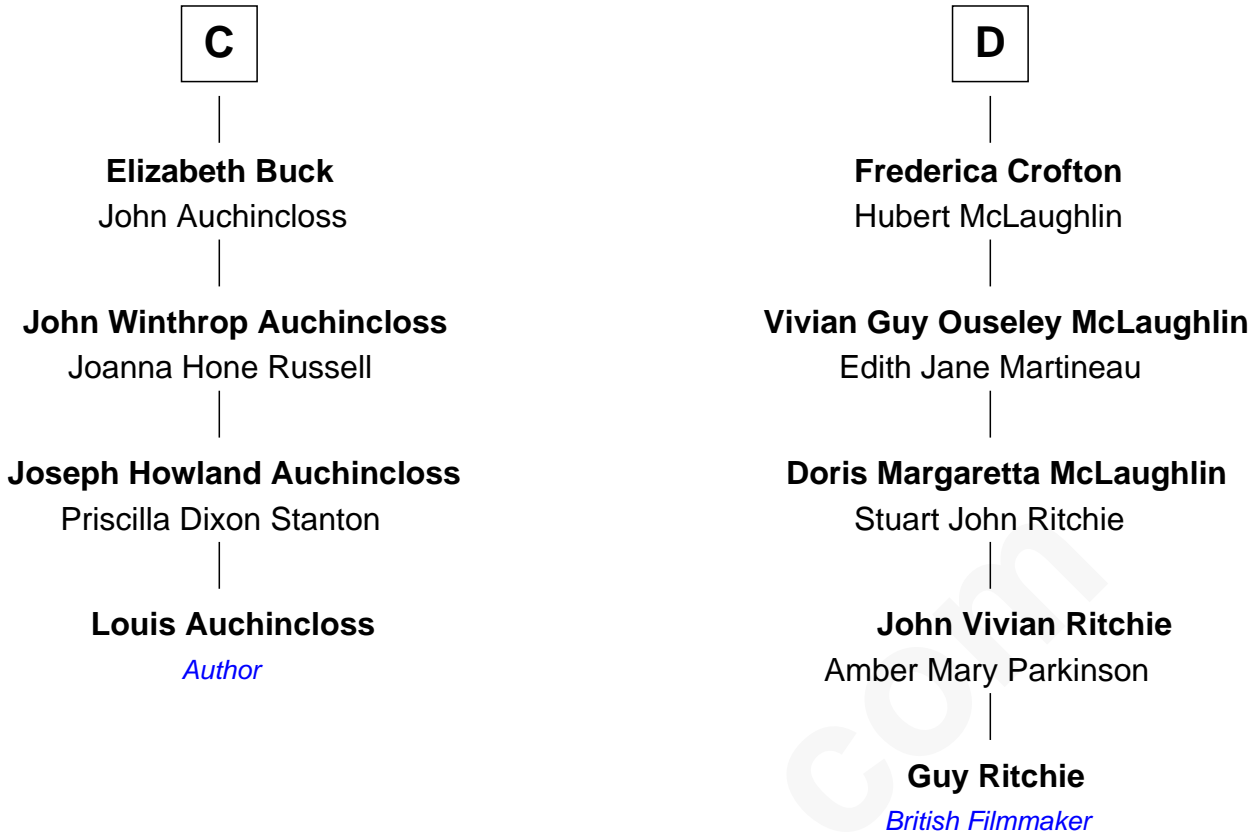 C
Elizabeth Buck
John Auchincloss
John Winthrop Auchincloss
Joanna Hone Russell
Joseph Howland Auchincloss
Priscilla Dixon Stanton
Louis Auchincloss
Author
D
Frederica Crofton
Hubert McLaughlin
Vivian Guy Ouseley McLaughlin
Edith Jane Martineau
Doris Margaretta McLaughlin
Stuart John Ritchie
John Vivian Ritchie
Amber Mary Parkinson
Guy Ritchie
British Filmmaker
com